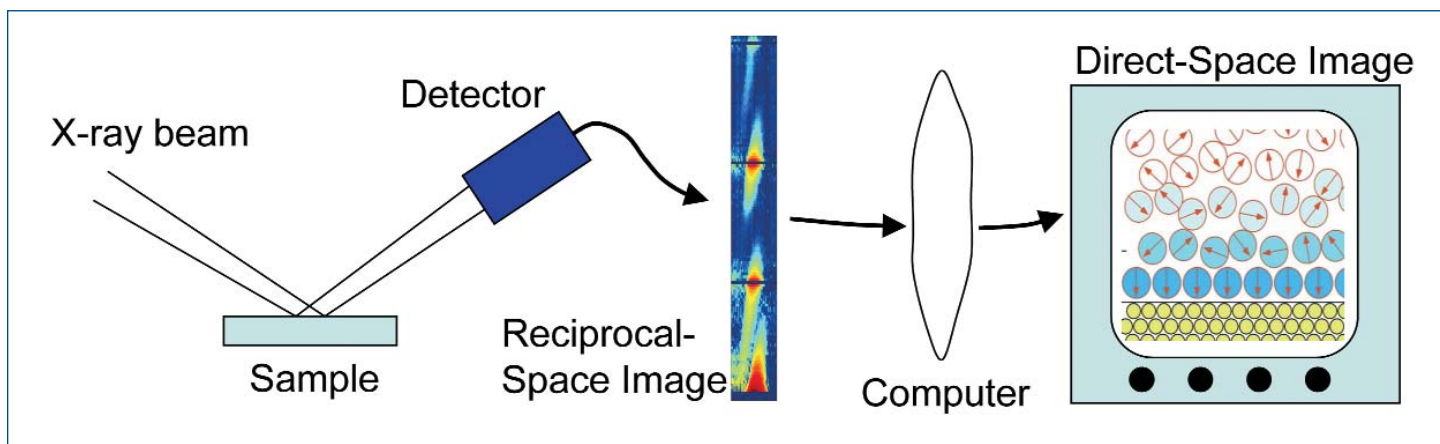 X-ray beam
Detector
Sample
Reciprocal-
Space Image
Computer
Direct-Space Image